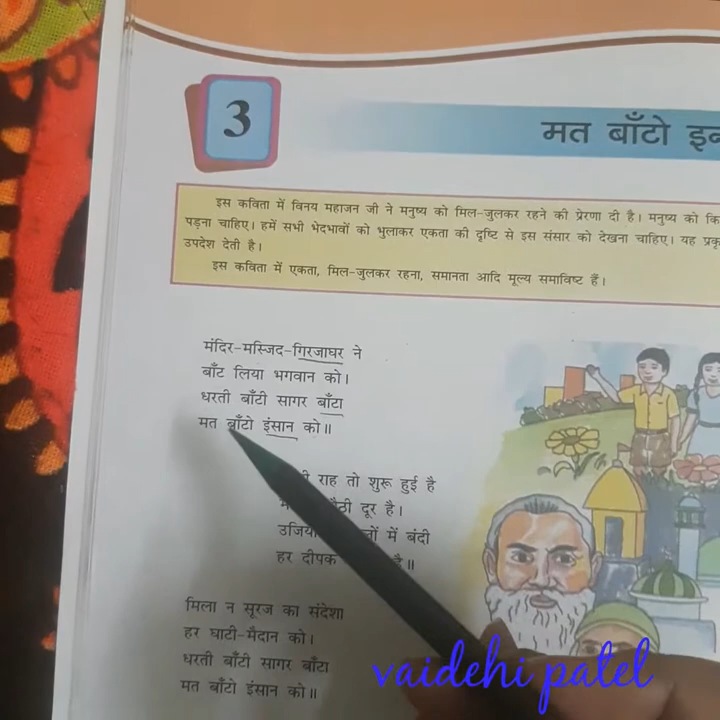 3
मत बाँटो
इस कविता में विनय महाजन जी ने मनुष्य को मिल-जुलकर रहने की प्रेरणा दी है। मनुष्य को
पड़ना चाहिए। हमें सभी भेदभावों को भुलाकर एकता की दृष्टि से इस संसार को देखना चाहिए। यह
उपदेश देती है।
इस कविता में एकता, मिल-जुलकर रहना, समानता आदि मूल्य समाविष्ट हैं।
मंदिर-मस्जिद-गिरजाघर ने
बाँट लिया भगवान को।
धरती बाँटी सागर बाँटा
मत बाँटो इंसान को॥
राह तो शुरू हुई है
दूर है।
में बंदी
हर दीपक
मिला न सूरज का संदेशा
हर घाटी-मैदान को।
धरती बाँटी सागर बाँटा
मत बाँटो इंसान को॥
vaidehi patel